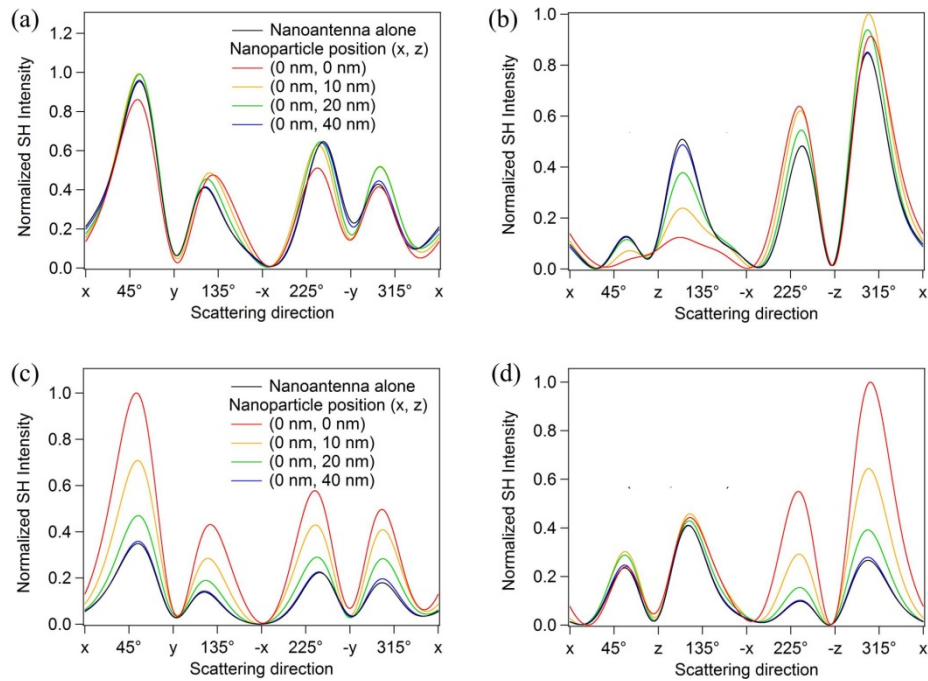 (a)
Normalized SH Intensity
1.2
1.0
0.8
0.6
0.4
0.2
0.0
Nanoantenna alone
Nanoparticle position (x, z)
(0 nm, 0 nm)
(0 nm, 10 nm)
(0 nm, 20 nm)
(0 nm, 40 nm)
x 45° y 135° -x 225° -y 315° x
Scattering direction
(b)
Normalized SH Intensity
1.0
0.8
0.6
0.4
0.2
0.0
x 45° z 135° -x 225° -z 315° x
Scattering direction
(c)
Normalized SH Intensity
1.0
0.8
0.6
0.4
0.2
0.0
Nanoantenna alone
Nanoparticle position (x, z)
(0 nm, 0 nm)
(0 nm, 10 nm)
(0 nm, 20 nm)
(0 nm, 40 nm)
x 45° y 135° -x 225° -y 315° x
Scattering direction
(d)
Normalized SH Intensity
1.0
0.8
0.6
0.4
0.2
0.0
x 45° z 135° -x 225° -z 315° x
Scattering direction